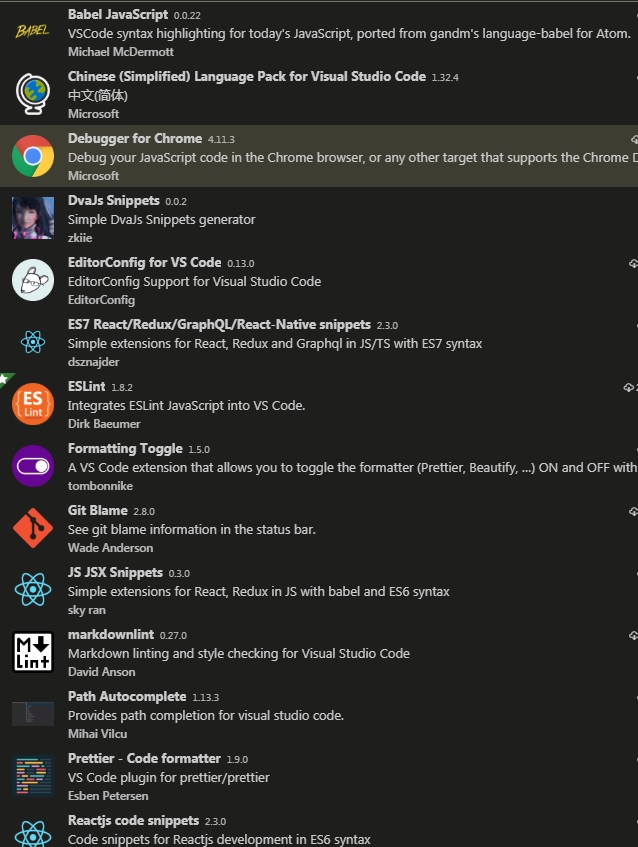 Babel JavaScript 0.0.22
BABEL VSCode syntax highlighting for today's JavaScript, ported from gandm's language-babel for Atom.
Michael McDermott
Chinese (Simplified) Language Pack for Visual Studio Code 1.32.4
中文(简体)
Microsoft
Debugger for Chrome 4.11.3
Debug your JavaScript code in the Chrome browser, or any other target that supports the Chrome D
Microsoft
DvaJs Snippets 0.0.2
Simple DvaJs Snippets generator
zkiie
EditorConfig for VS Code 0.13.0
EditorConfig Support for Visual Studio Code
EditorConfig
ES7 React/Redux/GraphQL/React-Native snippets 2.3.0
Simple extensions for React, Redux and Graphql in JS/TS with ES7 syntax
dsznajder
ESLint 1.8.2
ES Lint Integrates ESLint JavaScript into VS Code.
Dirk Baeumer
Formatting Toggle 1.5.0
A VS Code extension that allows you to toggle the formatter (Prettier, Beautify, ...) ON and OFF with
tombonnike
Git Blame 2.8.0
See git blame information in the status bar.
Wade Anderson
JS JSX Snippets 0.3.0
Simple extensions for React, Redux in JS with babel and ES6 syntax
sky ran
markdownlint 0.27.0
M Lint Markdown linting and style checking for Visual Studio Code
David Anson
Path Autocomplete 1.13.3
Provides path completion for visual studio code.
Mihai Vilcu
Prettier - Code formatter 1.9.0
VS Code plugin for prettier/prettier
Esben Petersen
Reactjs code snippets 2.3.0
Code snippets for Reactjs development in ES6 syntax